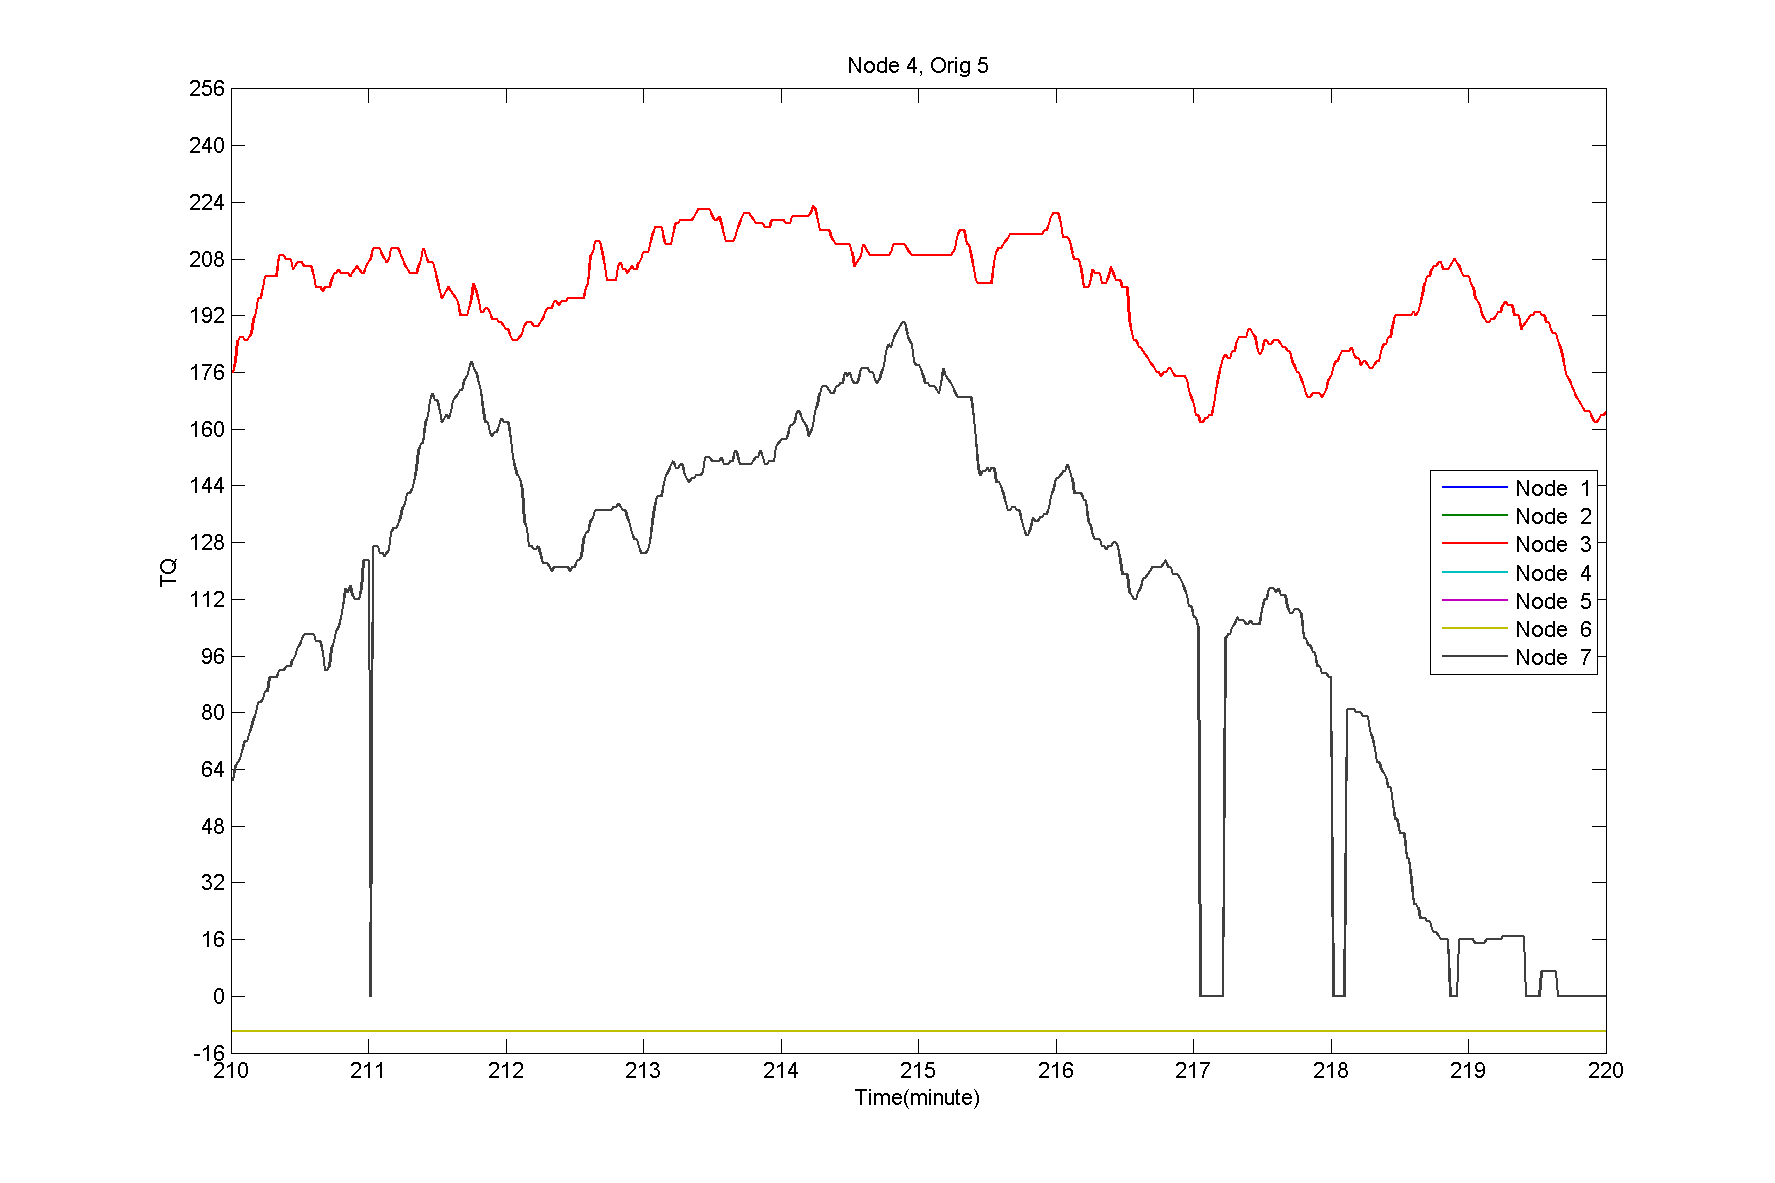 Node 4, Orig 5
256
240
224
208
192
176
160
144
128
112
96
80
64
48
32
16
0
-16
TQ
Node 1
Node 2
Node 3
Node 4
Node 5
Node 6
Node 7
210 211 212 213 214 215 216 217 218 219 220
Time(minute)